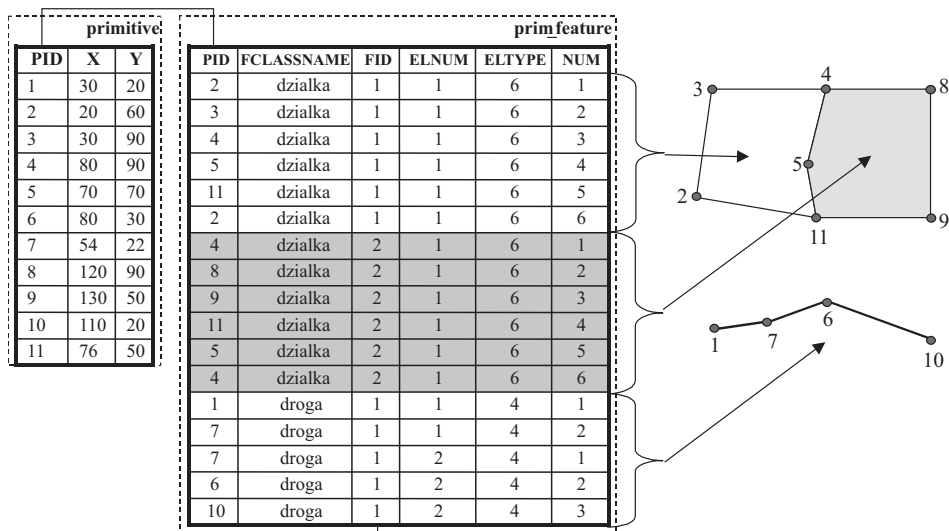 primitive
PID X Y
1 30 20
2 20 60
3 30 90
4 80 90
5 70 70
6 80 30
7 54 22
8 120 90
9 130 50
10 110 20
11 76 50
prim_feature
PID FCLASSNAME FID ELNUM ELTYPE NUM
2 dzialka 1 1 6 1
3 dzialka 1 1 6 2
4 dzialka 1 1 6 3
5 dzialka 1 1 6 4
11 dzialka 1 1 6 5
2 dzialka 1 1 6 6
4 dzialka 2 1 6 1
8 dzialka 2 1 6 2
9 dzialka 2 1 6 3
11 dzialka 2 1 6 4
5 dzialka 2 1 6 5
4 dzialka 2 1 6 6
1 droga 1 1 4 1
7 droga 1 1 4 2
7 droga 1 2 4 1
6 droga 1 2 4 2
10 droga 1 2 4 3
3 4 8
5
2
11 9
6
1 7 10